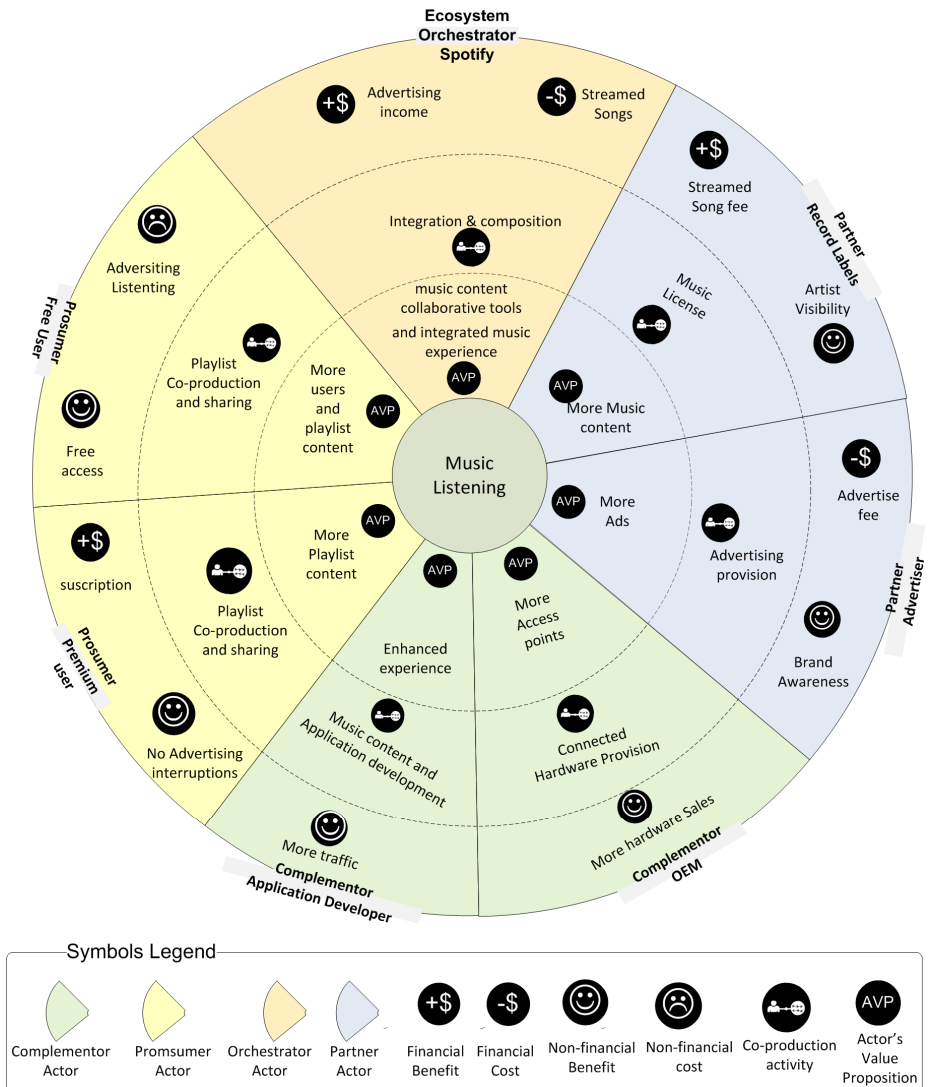 Ecosystem
Orchestrator
Spotify
+$
Advertising
income
-$
Streamed
Songs
Integration & composition
music content
collaborative tools
and integrated music
experience
AVP
+$
Streamed
Song fee
Partner
Record Labels
Artist
Visibility
Music
License
AVP
More Music
content
-$
Advertise
fee
Partner
Advertiser
Brand
Awareness
Advertising
provision
AVP
More
Ads
AVP
More
Access
points
Connected
Hardware Provision
More hardware Sales
Complementor
OEM
AVP
Enhanced
experience
Music content and
Application development
More traffic
Complementor
Application Developer
AVP
More
Playlist
content
Playlist
Co-production
and sharing
+$
suscription
Prosumer
Premium
user
No Advertising
interruptions
Adversiting
Listenting
Prosumer
Free User
Free
access
Playlist
Co-production
and sharing
More
users
and
playlist
content
AVP
Music
Listening
Symbols Legend
+$
-$
AVP
Complementor
Actor
Promsumer
Actor
Orchestrator
Actor
Partner
Actor
Financial
Benefit
Financial
Cost
Non-financial
Benefit
Non-financial
cost
Co-production
activity
Actor's
Value
Proposition